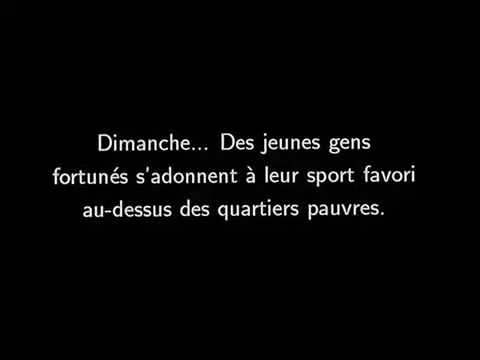 Dimanche... Des jeunes gens
fortunés s'adonnent à leur sport favori
au-dessus des quartiers pauvres.